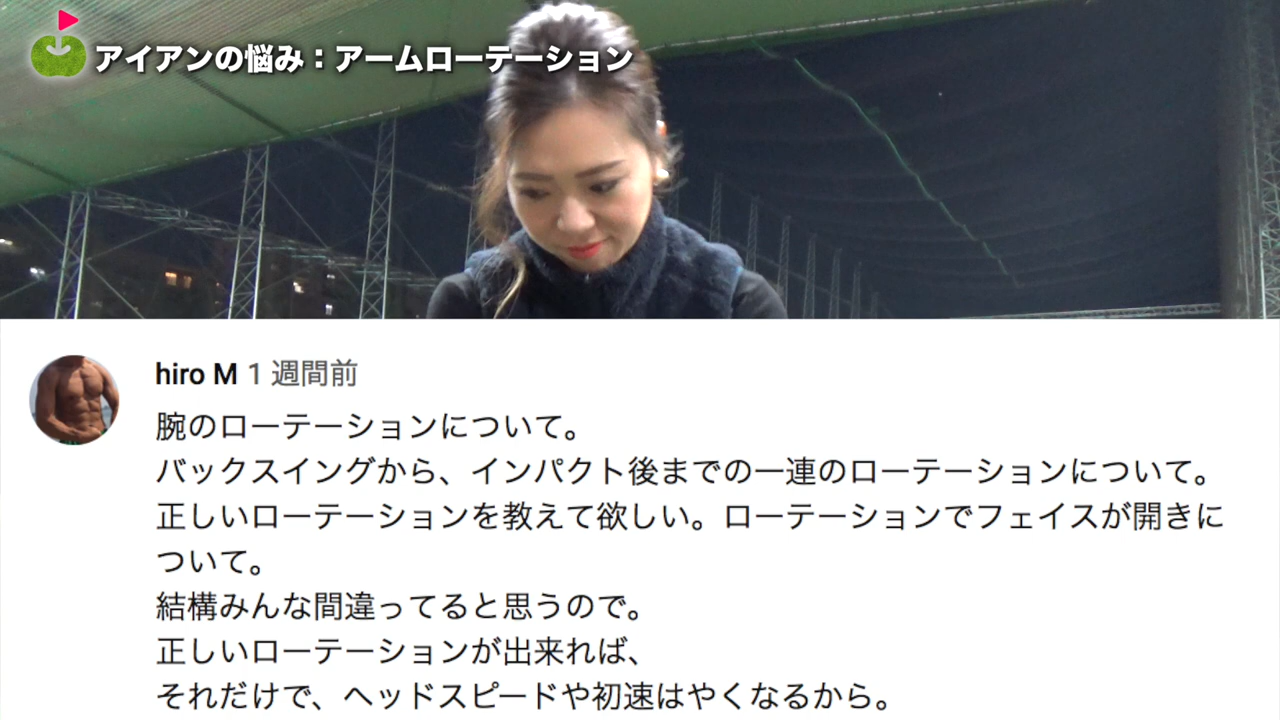 アイアンの悩み：アームローテーション
hiro M 1 週間前
腕のローテーションについて。
バックスイングから、インパクト後までの一連のローテーションについて。
正しいローテーションを教えて欲しい。ローテーションでフェイスが開きに
ついて。
結構みんな間違ってると思うので。
正しいローテーションが出来れば、
それだけで、ヘッドスピードや初速はやくなるから。